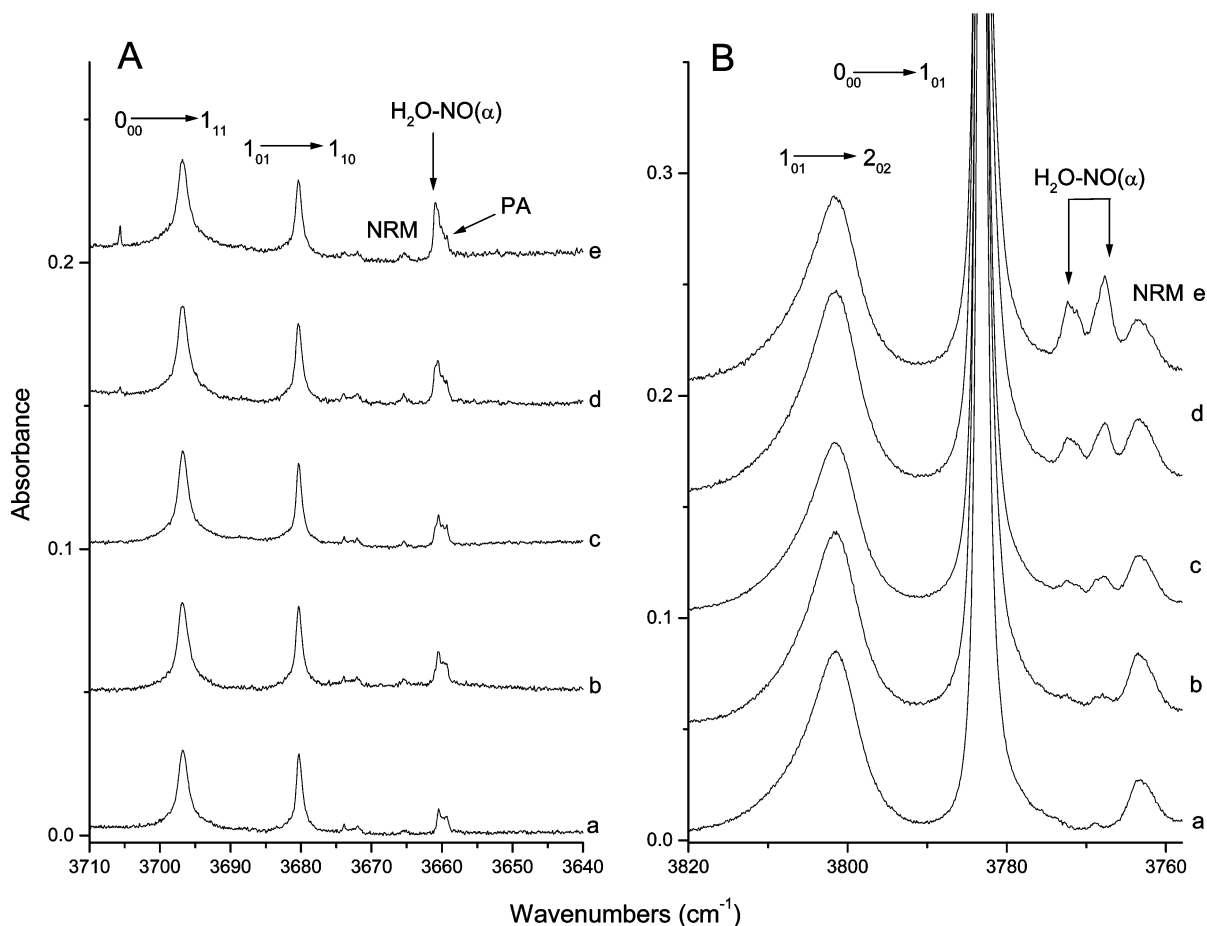 A
B
0₀₀ → 1₁₁
1₀₁ → 1₁₀
H₂O-NO(α)
PA
NRM
0₀₀ → 1₀₁
1₀₁ → 2₀₂
H₂O-NO(α)
NRM
e
d
c
b
a
e
d
c
b
a
0.2
0.1
0.0
0.3
0.2
0.1
0.0
Absorbance
3710 3700 3690 3680 3670 3660 3650 3640
3820 3800 3780 3760
Wavenumbers (cm⁻¹)